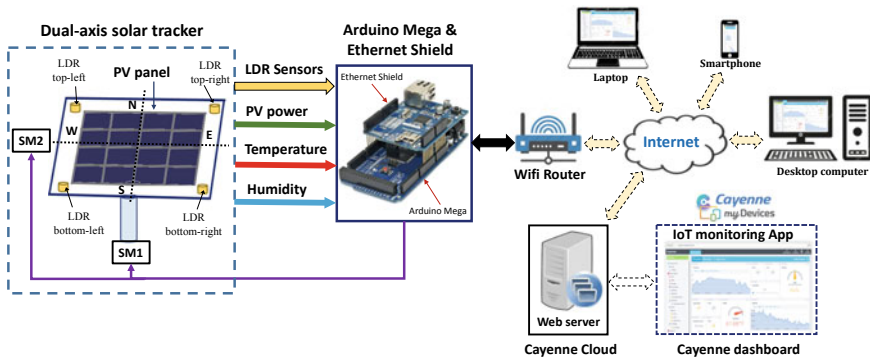 Dual-axis solar tracker
LDR
top-left
PV panel
LDR
top-right
N
W
E
S
SM2
LDR
bottom-left
LDR
bottom-right
SM1
LDR Sensors
PV power
Temperature
Humidity
Arduino Mega &
Ethernet Shield
Ethernet Shield
Arduino Mega
Wifi Router
Internet
Laptop
Smartphone
Desktop computer
Web server
Cayenne Cloud
Cayenne
myDevices
IoT monitoring App
Cayenne dashboard